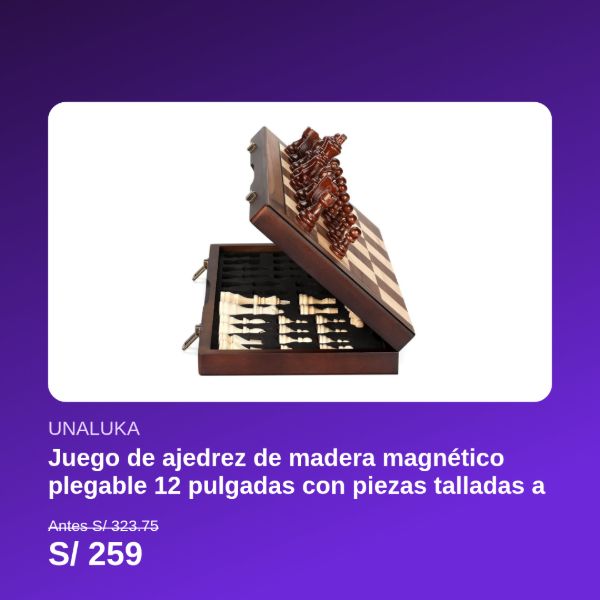 UNALUKA
Juego de ajedrez de madera magnético
plegable 12 pulgadas con piezas talladas a
Antes S/ 323.75
S/ 259